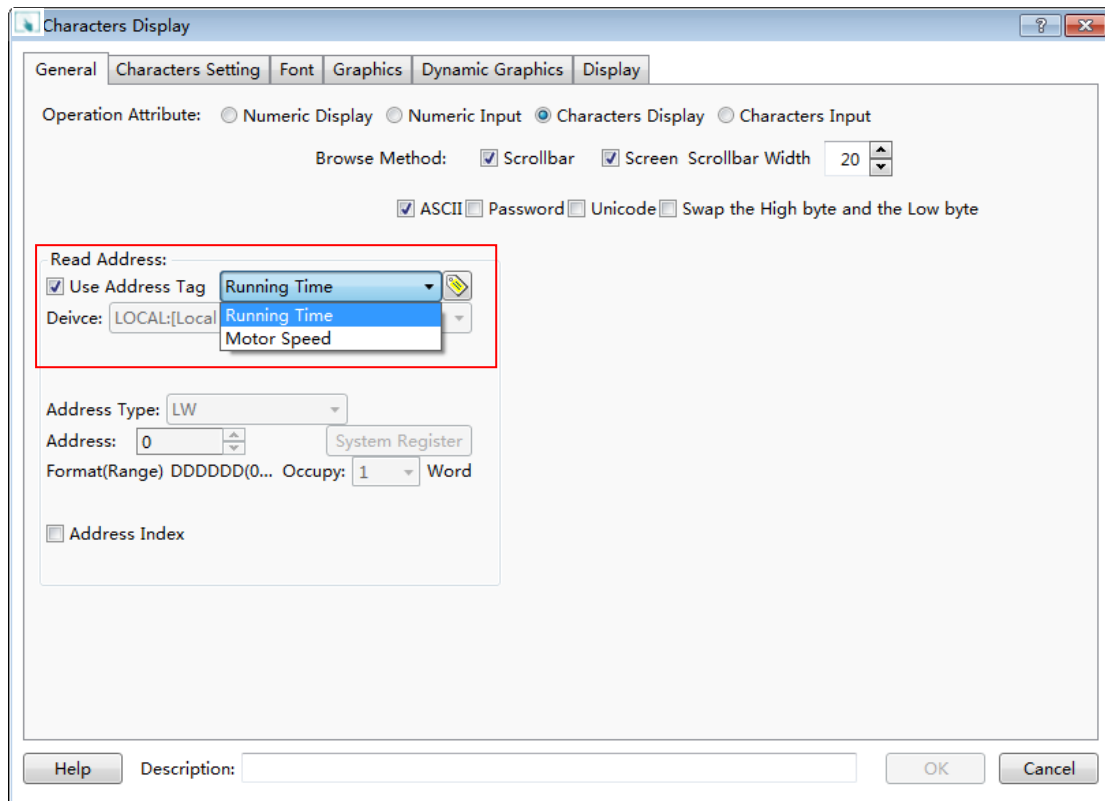 Characters Display
General Characters Setting Font Graphics Dynamic Graphics Display
Operation Attribute: Numeric Display Numeric Input Characters Display Characters Input
Browse Method: Scrollbar Screen Scrollbar Width 20
ASCII Password Unicode Swap the High byte and the Low byte
Read Address:
Use Address Tag Running Time
Deivce: LOCAL:[Local Running Time
Motor Speed
Address Type: LW
Address: 0 System Register
Format(Range) DDDDDD(0... Occupy: 1 Word
Address Index
Help Description: OK Cancel